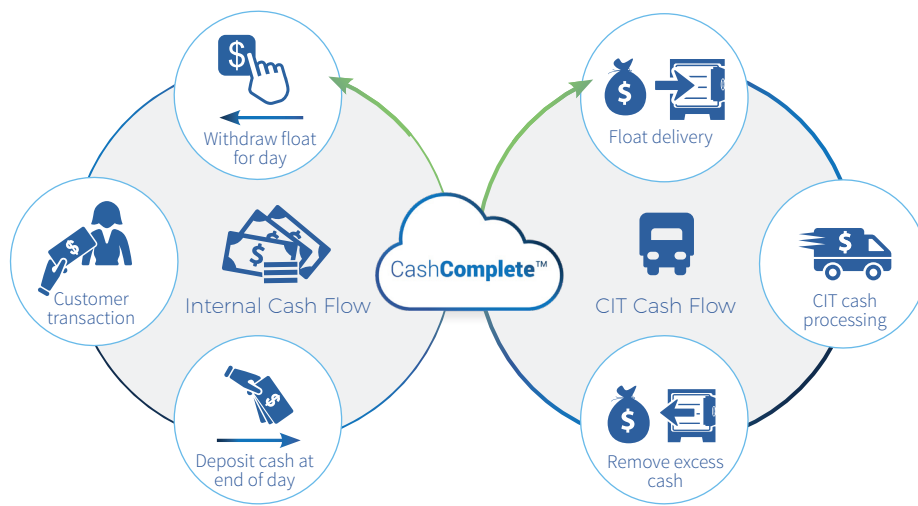 Withdraw float
for day
Float delivery
Customer
transaction
Internal Cash Flow
CashComplete™
CIT Cash Flow
CIT cash
processing
Deposit cash at
end of day
Remove excess
cash